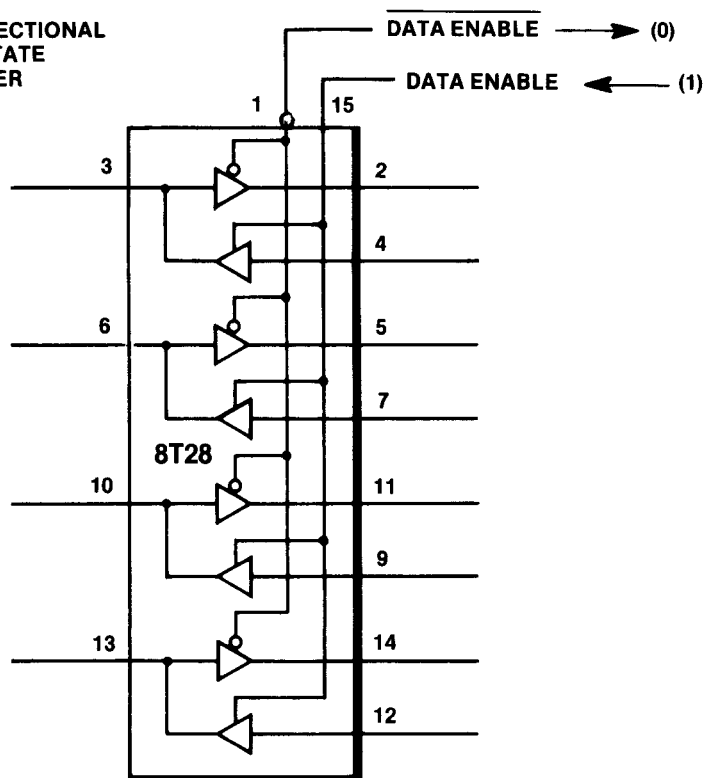 ECTIONAL
TATE
ER
DATA ENABLE (0)
DATA ENABLE (1)
1 15
3 2
4
6 5
7
8T28
10 11
9
13 14
12